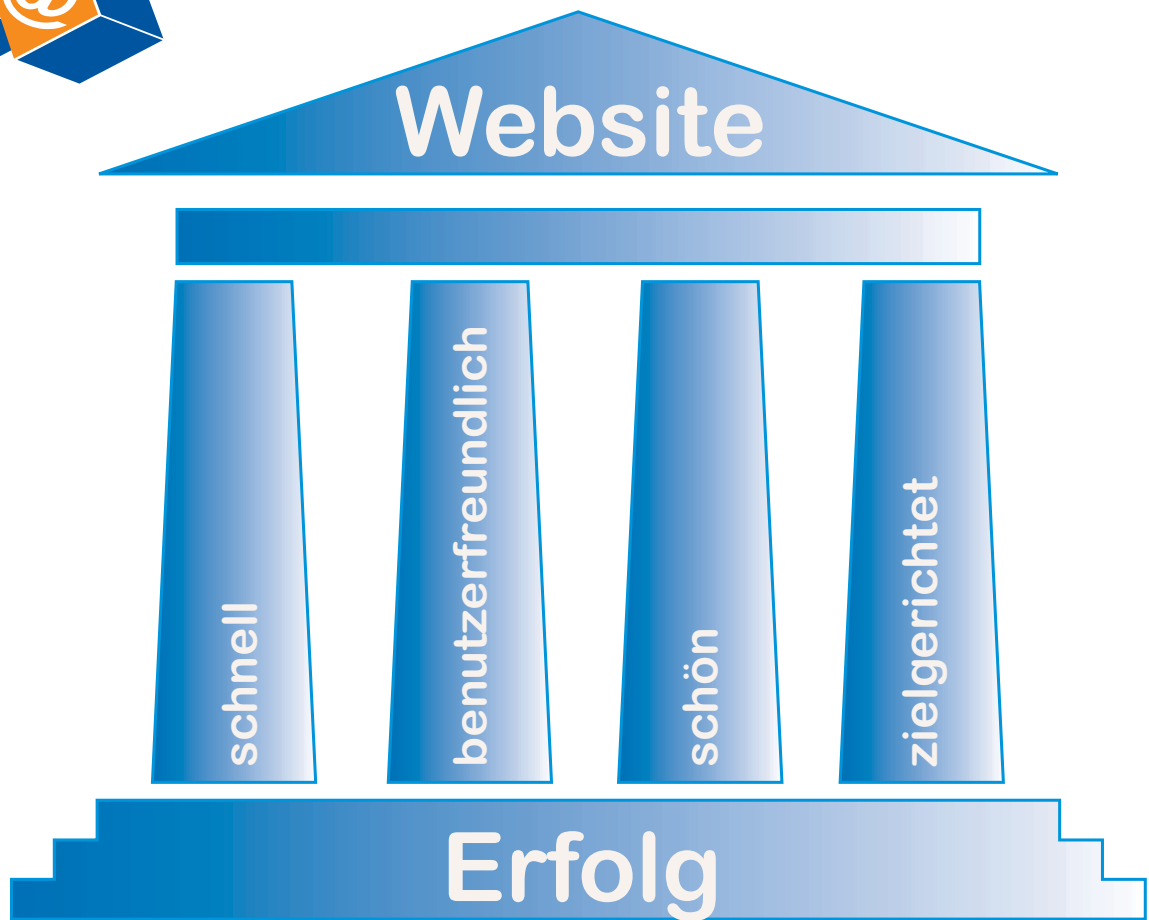 @
Website
schnell
benutzerfreundlich
schön
zielgerichtet
Erfolg